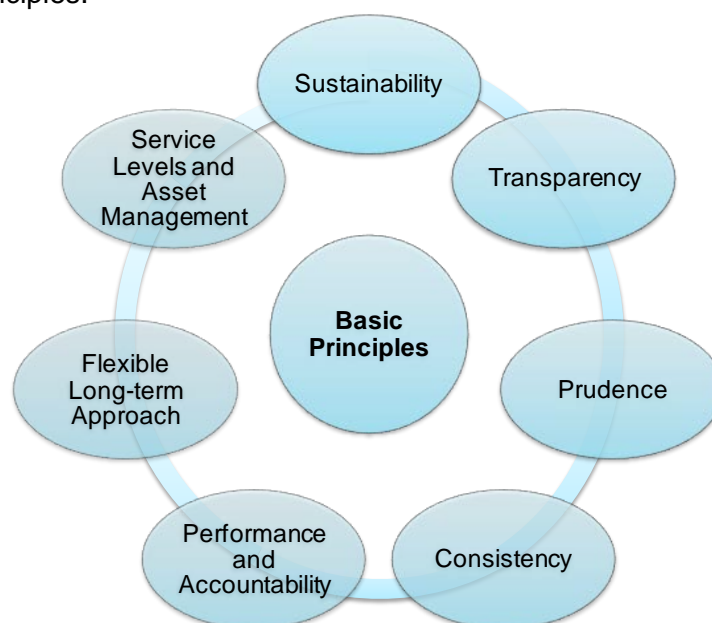 Sustainability
Transparency
Prudence
Consistency
Performance
and
Accountability
Flexible
Long-term
Approach
Service
Levels and
Asset
Management
Basic
Principles